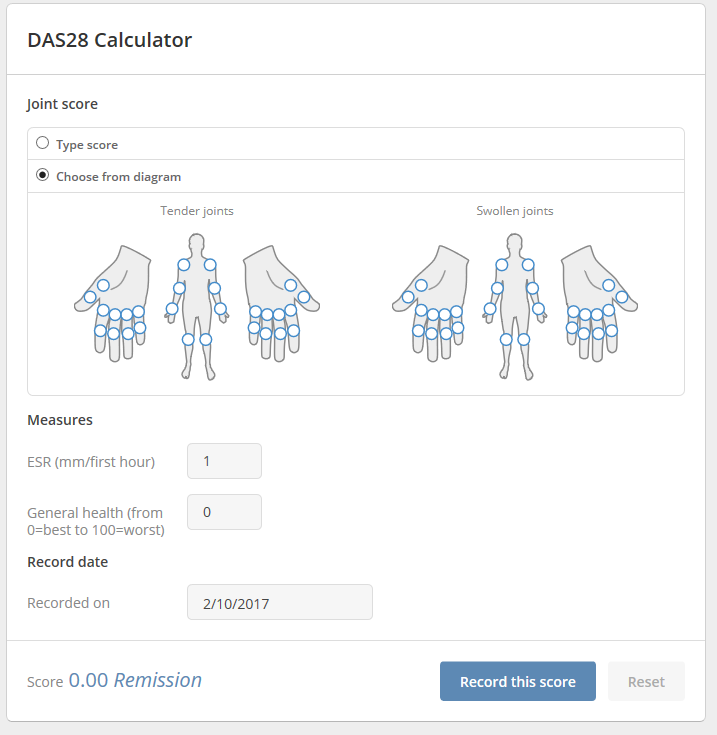 DAS28 Calculator
Joint score
Type score
Choose from diagram
Tender joints
Swollen joints
Measures
ESR (mm/first hour)
1
General health (from
0=best to 100=worst)
0
Record date
Recorded on
2/10/2017
Score 0.00 Remission
Record this score
Reset